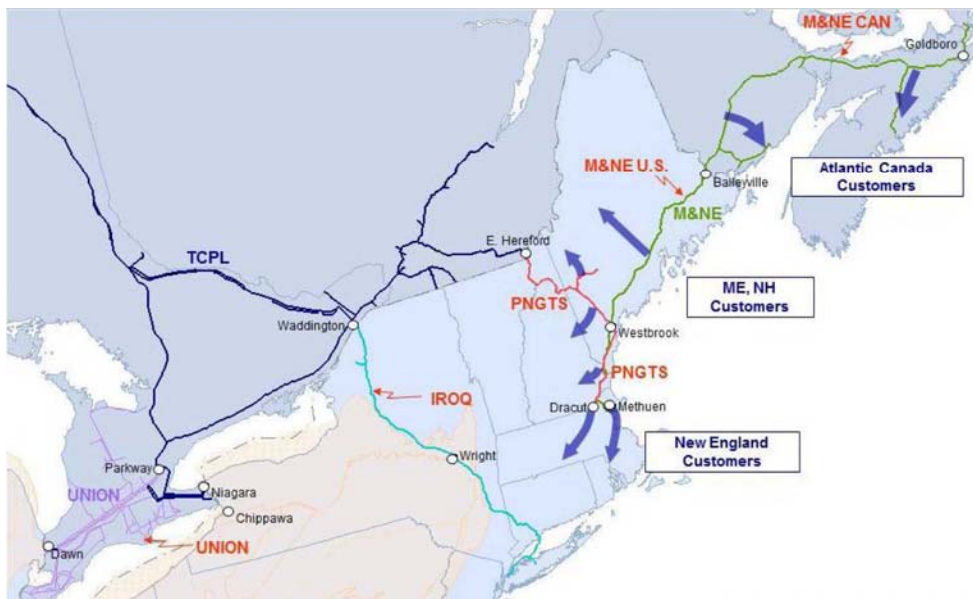 M&NE CAN
Goldboro
M&NE U.S.
Baileyville
Atlantic Canada
Customers
M&NE
E. Hereford
TCPL
PNGTS
ME, NH
Customers
Waddington
Westbrook
PNGTS
IROQ
Dracut
Methuen
New England
Customers
Wright
Parkway
UNION
Niagara
Chippawa
UNION
Dawn